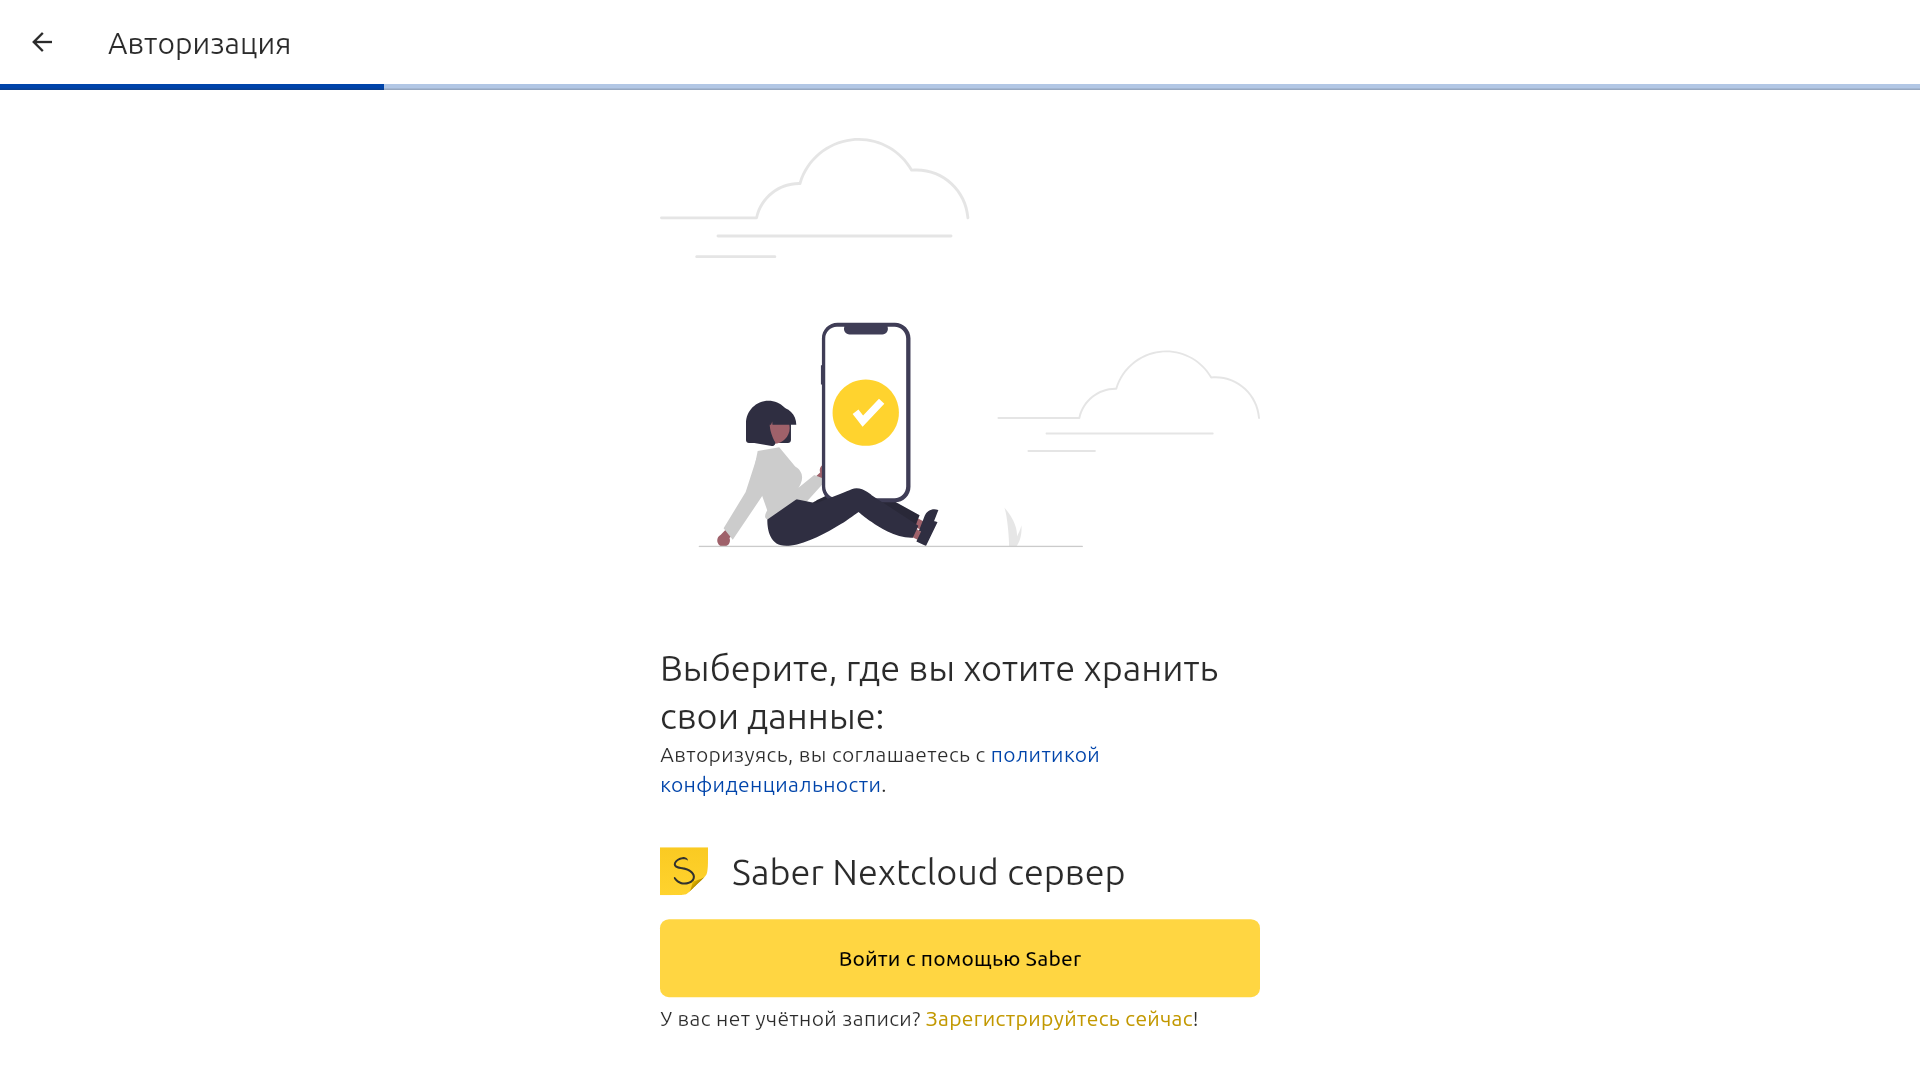 Авторизация
Выберите, где вы хотите хранить
свои данные:
Авторизуясь, вы соглашаетесь с политикой
конфиденциальности.
S
Saber Nextcloud сервер
Войти с помощью Saber
У вас нет учётной записи? Зарегистрируйтесь сейчас!